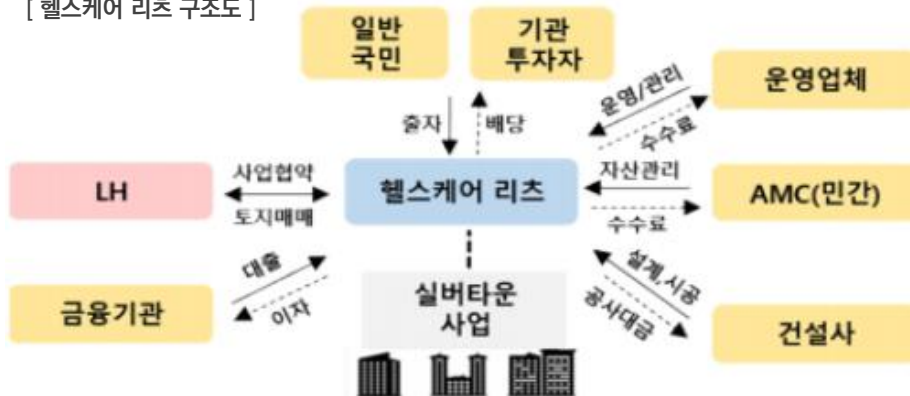 [ 헬스케어 리츠 구조도 ]
일반
국민
기관
투자자
운영업체
운영/관리
수수료
출자
배당
LH
사업협약
토지매매
헬스케어 리츠
자산관리
수수료
AMC(민간)
금융기관
대출
이자
실버타운
사업
설계,시공
공사대금
건설사